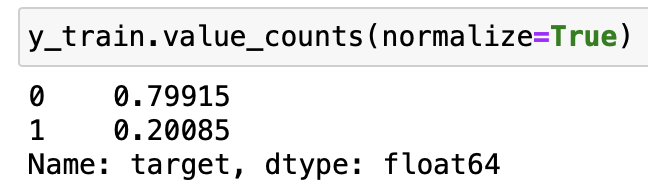 y_train.value_counts(normalize=True)
0    0.79915
1    0.20085
Name: target, dtype: float64